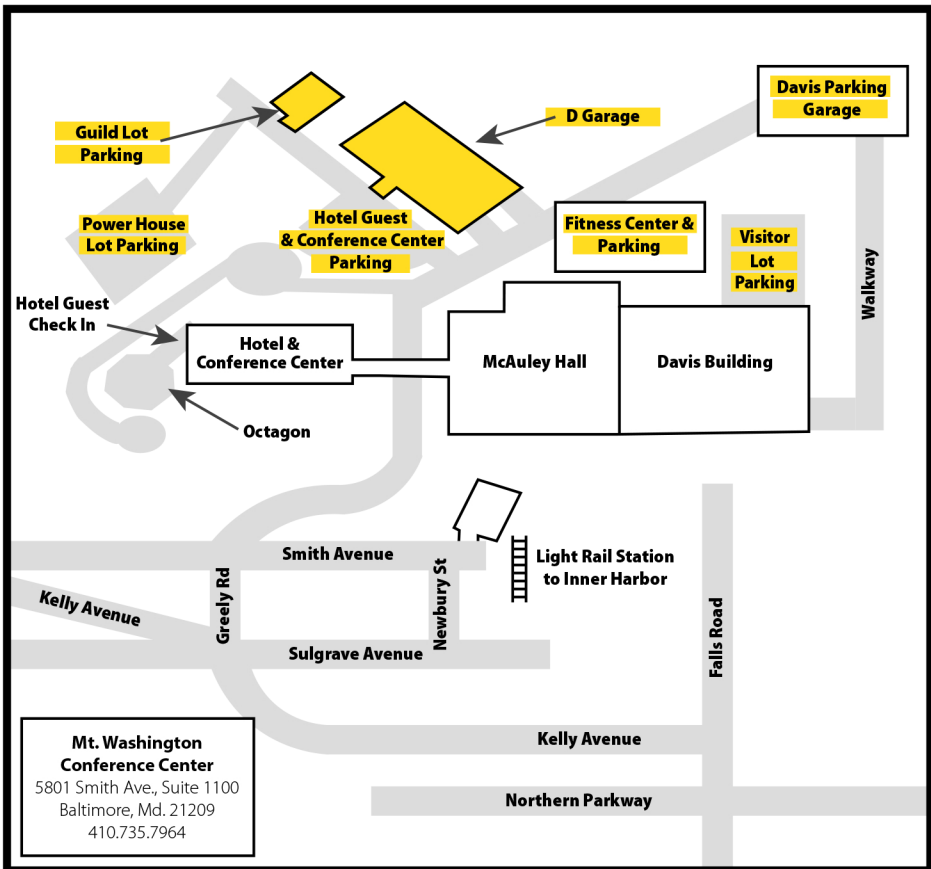 Davis Parking
Garage
D Garage
Guild Lot
Parking
Power House
Lot Parking
Hotel Guest
& Conference Center
Parking
Fitness Center &
Parking
Visitor
Lot
Parking
Walkway
Hotel Guest
Check In
Hotel &
Conference Center
McAuley Hall
Davis Building
Octagon
Smith Avenue
Light Rail Station
to Inner Harbor
Kelly Avenue
Greely Rd
Newbury St
Sulgrave Avenue
Falls Road
Kelly Avenue
Northern Parkway
Mt. Washington
Conference Center
5801 Smith Ave., Suite 1100
Baltimore, Md. 21209
410.735.7964